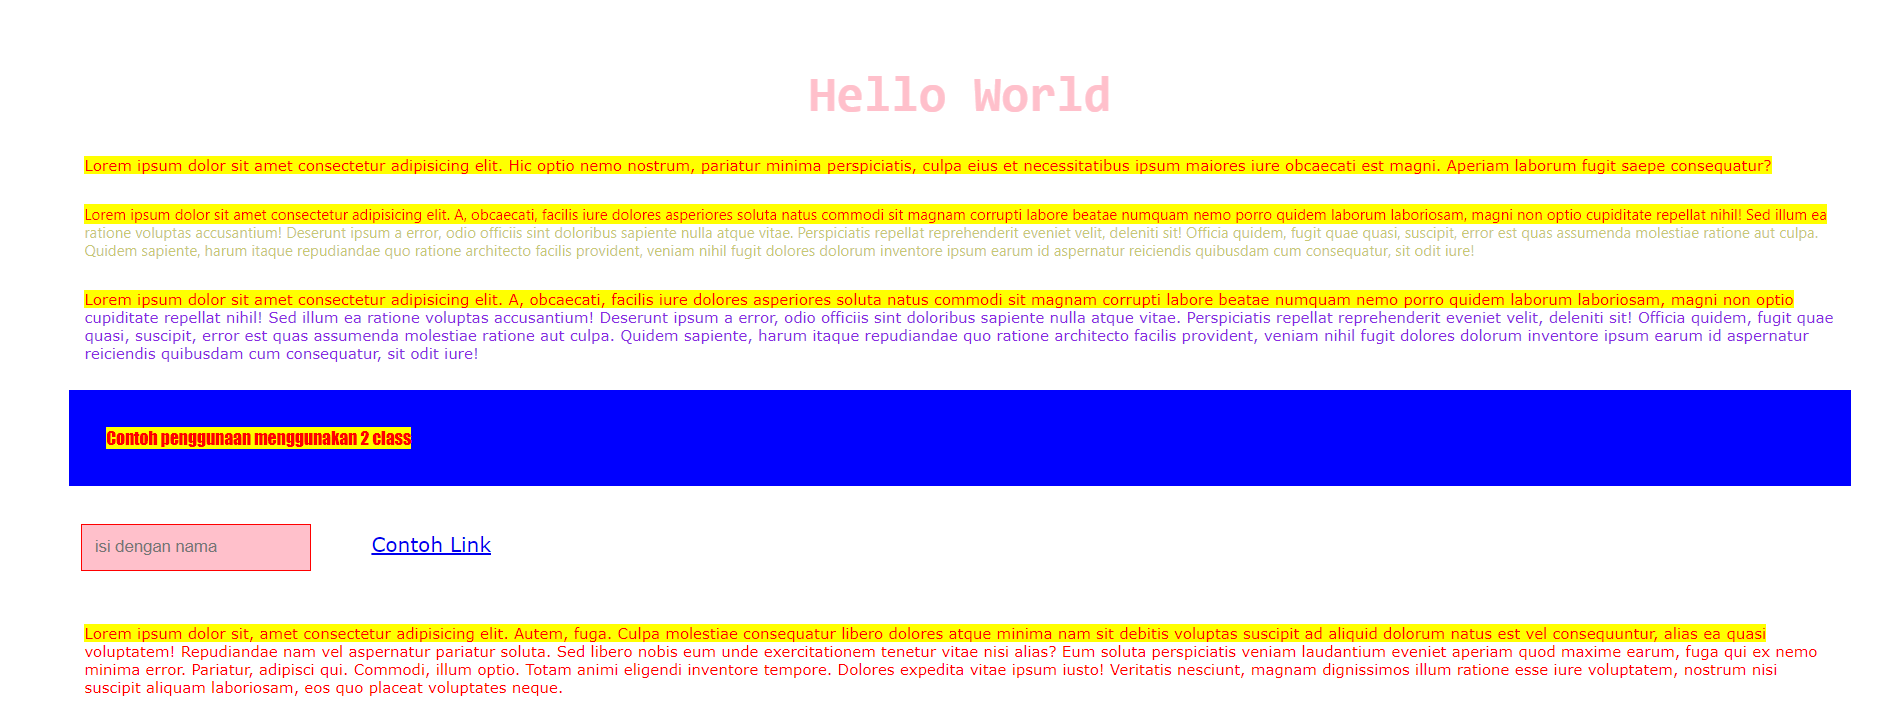 Hello World
Lorem ipsum dolor sit amet consectetur adipisicing elit. Hic optio nemo nostrum, pariatur minima perspiciatis, culpa eius et necessitatibus ipsum maiores iure obcaecati est magni. Aperiam laborum fugit saepe consequatur?
Lorem ipsum dolor sit amet consectetur adipisicing elit. A, obcaecati, facilis iure dolores asperiores soluta natus commodi sit magnam corrupti labore beatae numquam nemo porro quidem laborum laboriosam, magni non optio cupiditate repellat nihil! Sed illum ea
ratione voluptas accusantium! Deserunt ipsum a error, odio officiis sint doloribus sapiente nulla atque vitae. Perspiciatis repellat reprehenderit eveniet velit, deleniti sit! Officia quidem, fugit quae quasi, suscipit, error est quas assumenda molestiae ratione aut culpa.
Quidem sapiente, harum itaque repudiandae quo ratione architecto facilis provident, veniam nihil fugit dolores dolorum inventore ipsum earum id aspernatur reiciendis quibusdam cum consequatur, sit odit iure!
Lorem ipsum dolor sit amet consectetur adipisicing elit. A, obcaecati, facilis iure dolores asperiores soluta natus commodi sit magnam corrupti labore beatae numquam nemo porro quidem laborum laboriosam, magni non optio
cupiditate repellat nihil! Sed illum ea ratione voluptas accusantium! Deserunt ipsum a error, odio officiis sint doloribus sapiente nulla atque vitae. Perspiciatis repellat reprehenderit eveniet velit, deleniti sit! Officia quidem, fugit quae
quasi, suscipit, error est quas assumenda molestiae ratione aut culpa. Quidem sapiente, harum itaque repudiandae quo ratione architecto facilis provident, veniam nihil fugit dolores dolorum inventore ipsum earum id aspernatur
reiciendis quibusdam cum consequatur, sit odit iure!
Contoh penggunaan menggunakan 2 class
isi dengan nama
Contoh Link
Lorem ipsum dolor sit, amet consectetur adipisicing elit. Autem, fuga. Culpa molestiae consequatur libero dolores atque minima nam sit debitis voluptas suscipit ad aliquid dolorum natus est vel consequuntur, alias ea quasi
voluptatem! Repudiandae nam vel aspernatur pariatur soluta. Sed libero nobis eum unde exercitationem tenetur vitae nisi alias? Eum soluta perspiciatis veniam laudantium eveniet aperiam quod maxime earum, fuga qui ex nemo
minima error. Pariatur, adipisci qui. Commodi, illum optio. Totam animi eligendi inventore tempore. Dolores expedita vitae ipsum iusto! Veritatis nesciunt, magnam dignissimos illum ratione esse iure voluptatem, nostrum nisi
suscipit aliquam laboriosam, eos quo placeat voluptates neque.